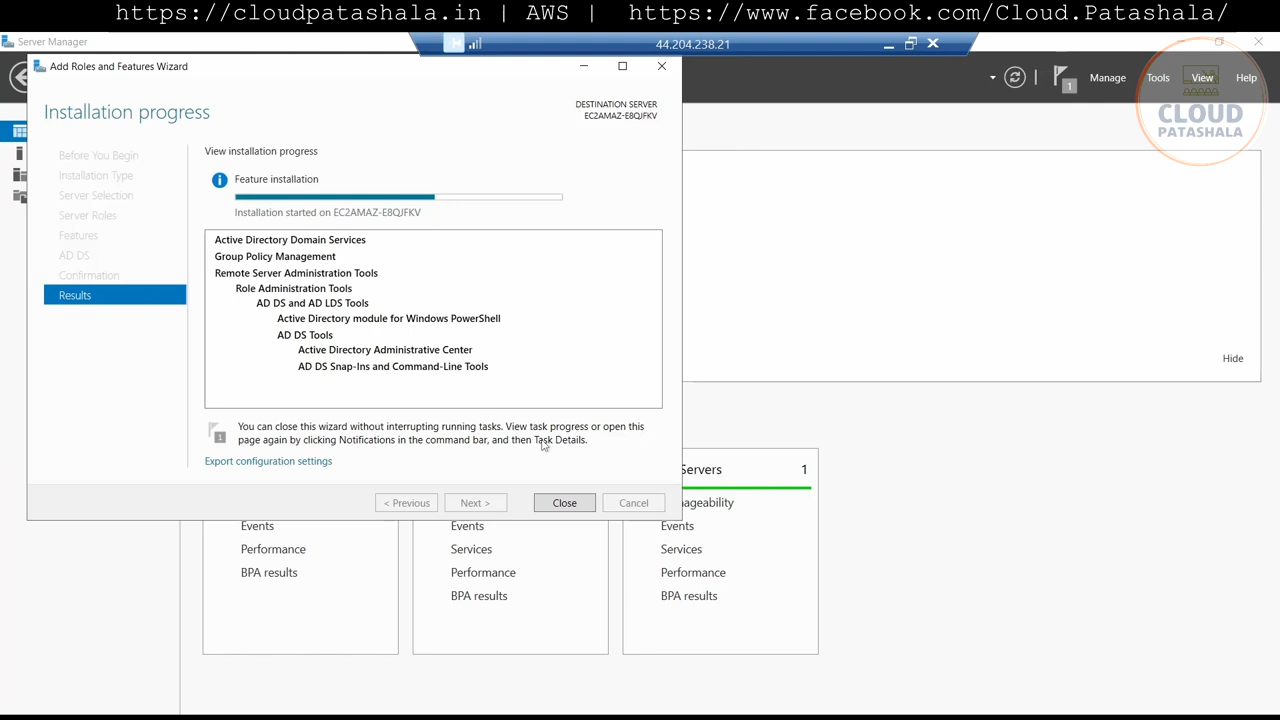 https://cloudpatashala.in | AWS | https://www.facebook.com/Cloud.Patashala/
Server Manager
44.204.238.21
Add Roles and Features Wizard
1
Manage
Tools
View
Help
CLOUD
PATASHALA
Installation progress
DESTINATION SERVER
EC2AMAZ-E8QJFKV
Before You Begin
Installation Type
Server Selection
Server Roles
Features
AD DS
Confirmation
Results
View installation progress
Feature installation
Installation started on EC2AMAZ-E8QJFKV
Active Directory Domain Services
Group Policy Management
Remote Server Administration Tools
Role Administration Tools
AD DS and AD LDS Tools
Active Directory module for Windows PowerShell
AD DS Tools
Active Directory Administrative Center
AD DS Snap-Ins and Command-Line Tools
1
You can close this wizard without interrupting running tasks. View task progress or open this
page again by clicking Notifications in the command bar, and then Task Details.
Export configuration settings
< Previous
Next >
Close
Cancel
Hide
Servers 1
nageability
Events
Performance
BPA results
Events
Services
Performance
BPA results
Events
Services
Performance
BPA results